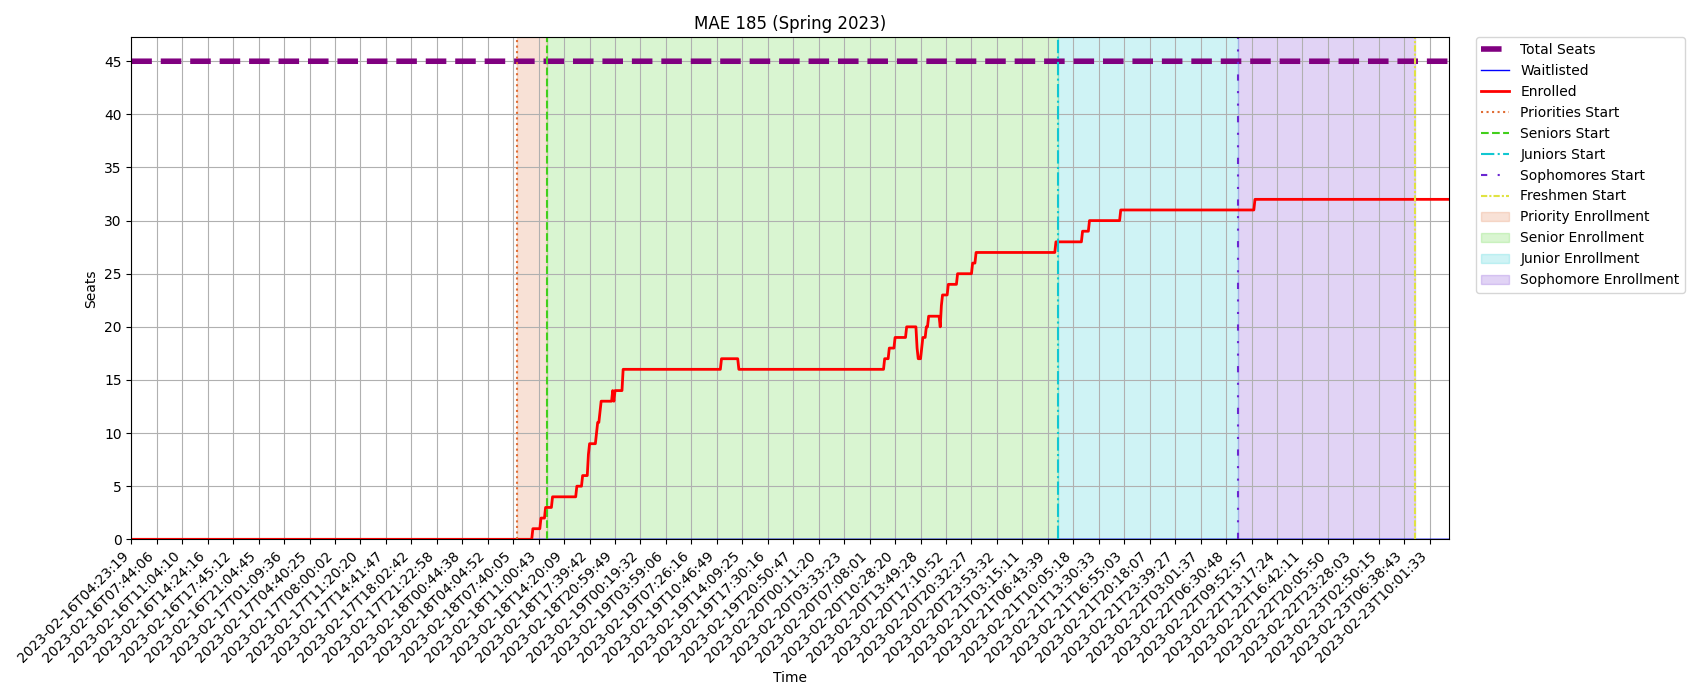 MAE 185 (Spring 2023)
Total Seats
Waitlisted
Enrolled
Priorities Start
Seniors Start
Juniors Start
Sophomores Start
Freshmen Start
Priority Enrollment
Senior Enrollment
Junior Enrollment
Sophomore Enrollment
Seats
45
40
35
30
25
20
15
10
5
0
2023-02-16T04:23:19
2023-02-16T07:44:06
2023-02-16T11:04:10
2023-02-16T14:24:16
2023-02-16T17:45:12
2023-02-16T21:04:45
2023-02-17T01:09:36
2023-02-17T04:40:25
2023-02-17T08:00:02
2023-02-17T11:20:20
2023-02-17T14:41:47
2023-02-17T18:02:42
2023-02-17T21:22:58
2023-02-18T00:44:38
2023-02-18T04:04:52
2023-02-18T07:40:05
2023-02-18T11:00:43
2023-02-18T14:20:09
2023-02-18T17:39:42
2023-02-18T20:59:49
2023-02-19T00:19:32
2023-02-19T03:59:06
2023-02-19T07:26:16
2023-02-19T10:46:49
2023-02-19T14:09:25
2023-02-19T17:30:16
2023-02-19T20:50:47
2023-02-20T00:11:20
2023-02-20T03:33:23
2023-02-20T07:08:01
2023-02-20T10:28:20
2023-02-20T13:49:28
2023-02-20T17:10:52
2023-02-20T20:32:27
2023-02-20T23:53:32
2023-02-21T03:15:11
2023-02-21T06:43:39
2023-02-21T10:05:18
2023-02-21T13:30:33
2023-02-21T16:55:03
2023-02-21T20:18:07
2023-02-21T23:39:27
2023-02-22T03:01:37
2023-02-22T06:30:48
2023-02-22T09:52:57
2023-02-22T13:17:24
2023-02-22T16:42:11
2023-02-22T20:05:50
2023-02-22T23:28:03
2023-02-23T02:50:15
2023-02-23T06:38:43
2023-02-23T10:01:33
Time